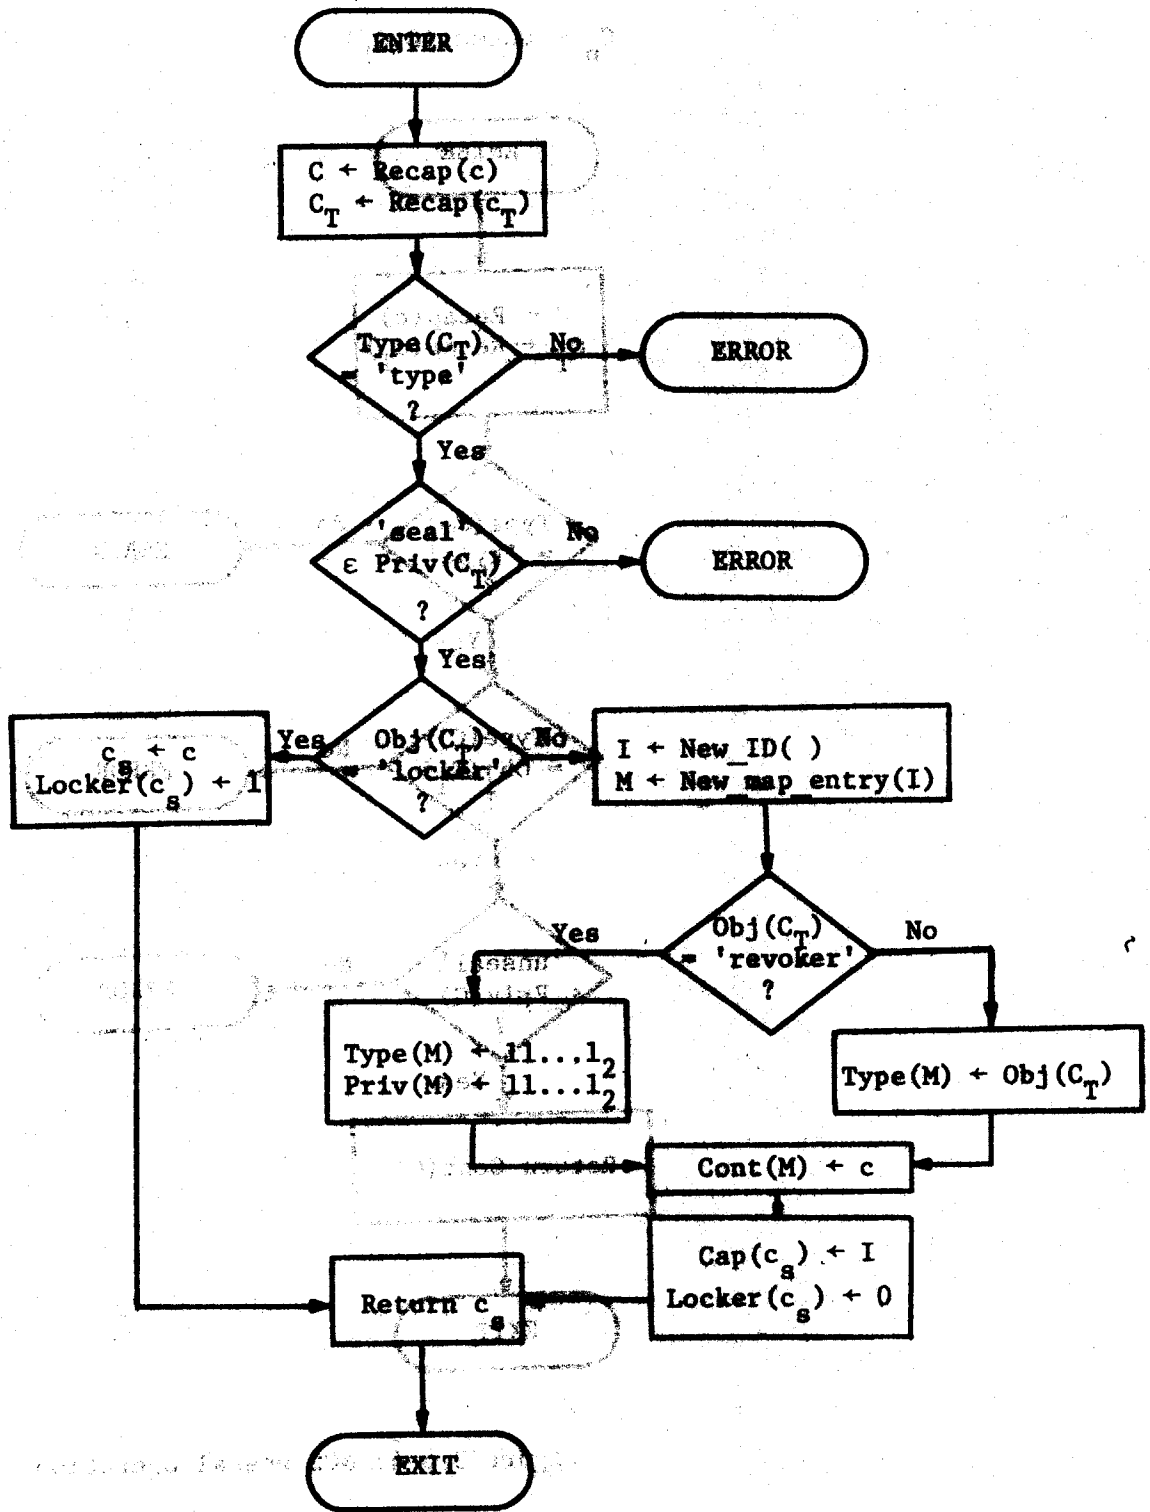 ENTER
C ← Recap(c)
C_T ← Recap(c_T)
Type(C_T)
= 'type'
?
No
ERROR
Yes
'seal'
ε Priv(C_T)
?
No
ERROR
Yes
Obj(C_T)
= 'locker'
?
Yes
c_s ← c
Locker(c_s) ← 1
No
I ← New_ID( )
M ← New_map_entry(I)
Obj(C_T)
= 'revoker'
?
Yes
No
Type(M) ← 11...1_2
Priv(M) ← 11...1_2
Type(M) ← Obj(C_T)
Cont(M) ← c
Cap(c_s) ← I
Locker(c_s) ← 0
Return c_s
EXIT